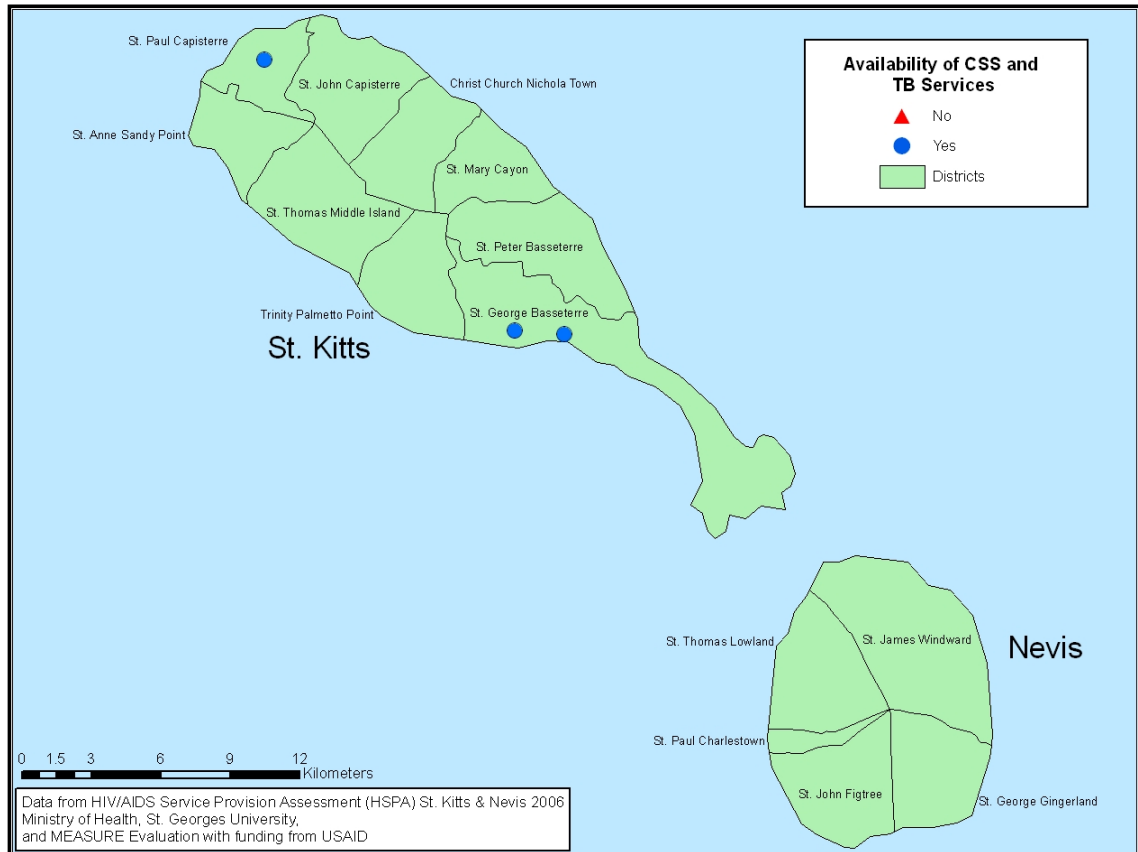 St. Paul Capisterre
St. John Capisterre
Christ Church Nichola Town
St. Anne Sandy Point
St. Mary Cayon
St. Thomas Middle Island
St. Peter Basseterre
Trinity Palmetto Point
St. George Basseterre
St. Kitts
Availability of CSS and
TB Services
No
Yes
Districts
St. Thomas Lowland
St. James Windward
Nevis
St. Paul Charlestown
St. John Figtree
St. George Gingerland
0 1.5 3 6 9 12
Kilometers
Data from HIV/AIDS Service Provision Assessment (HSPA) St. Kitts & Nevis 2006
Ministry of Health, St. Georges University,
and MEASURE Evaluation with funding from USAID